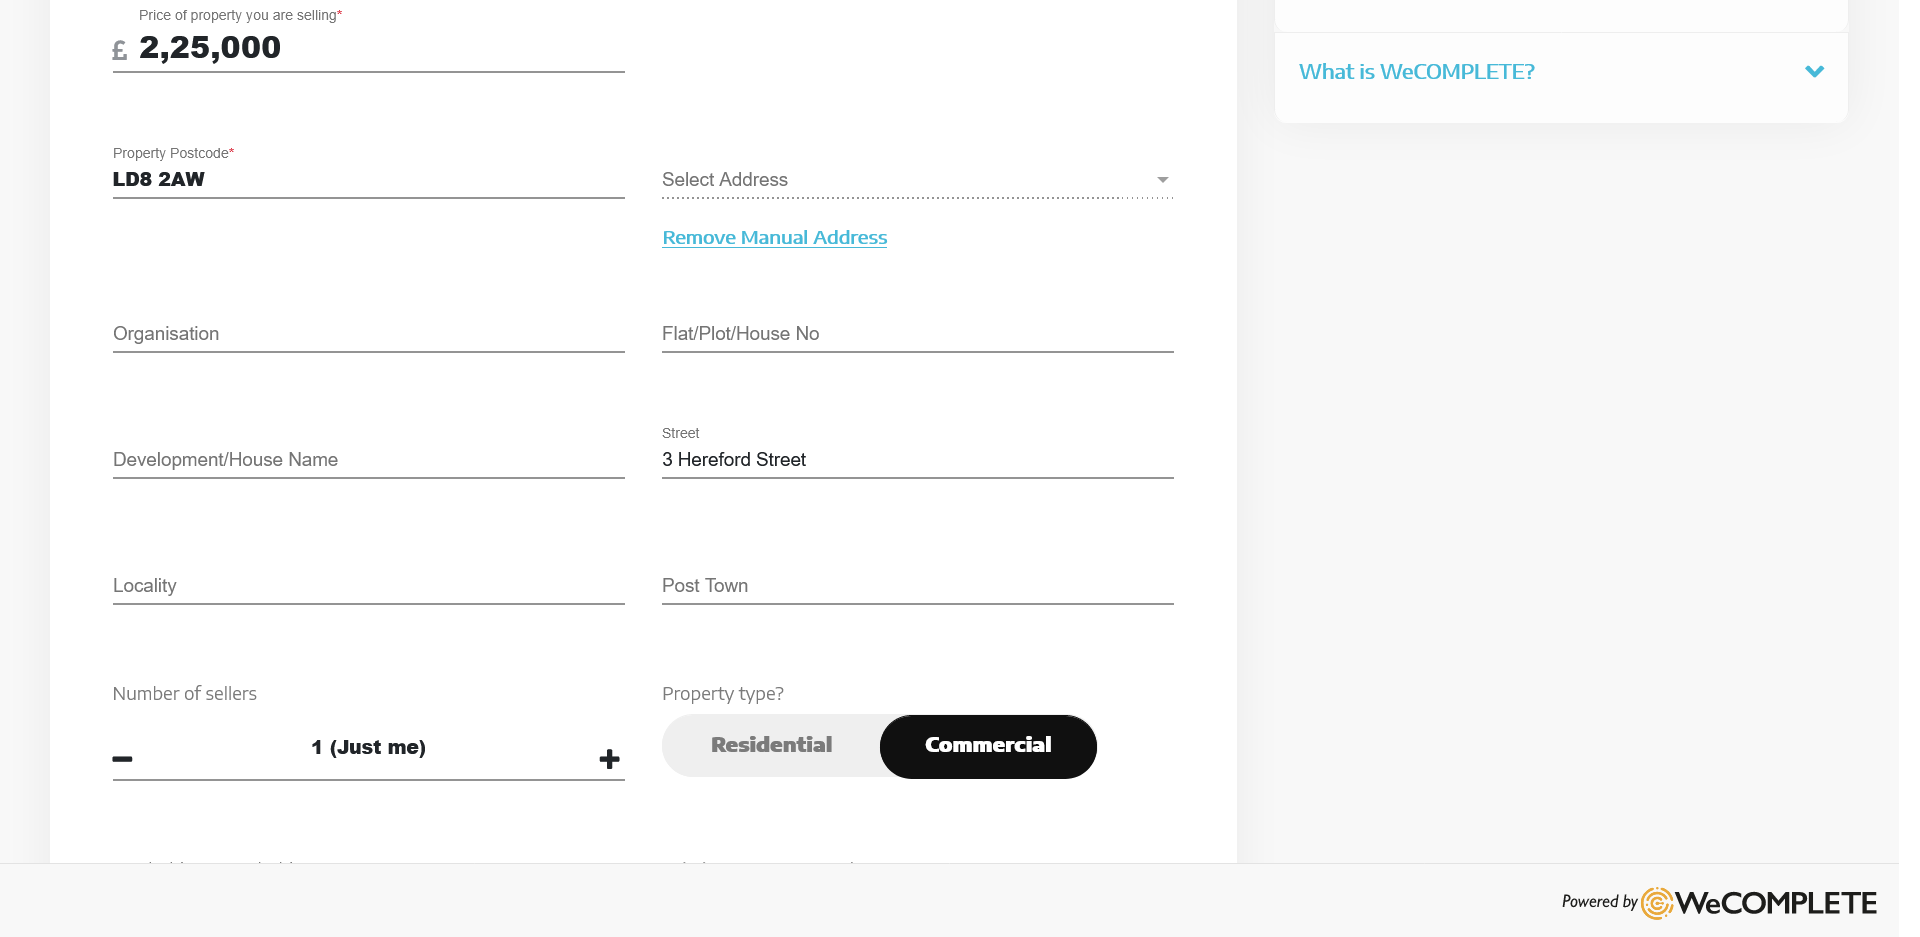 Price of property you are selling*
£ 2,25,000
What is WeCOMPLETE?
Property Postcode*
LD8 2AW
Select Address
Remove Manual Address
Organisation
Flat/Plot/House No
Development/House Name
Street
3 Hereford Street
Locality
Post Town
Number of sellers
Property type?
1 (Just me)
Residential
Commercial
Powered by WeCOMPLETE